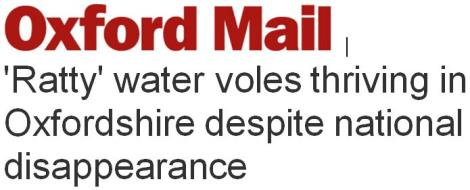 Oxford Mail |
'Ratty' water voles thriving in
Oxfordshire despite national
disappearance